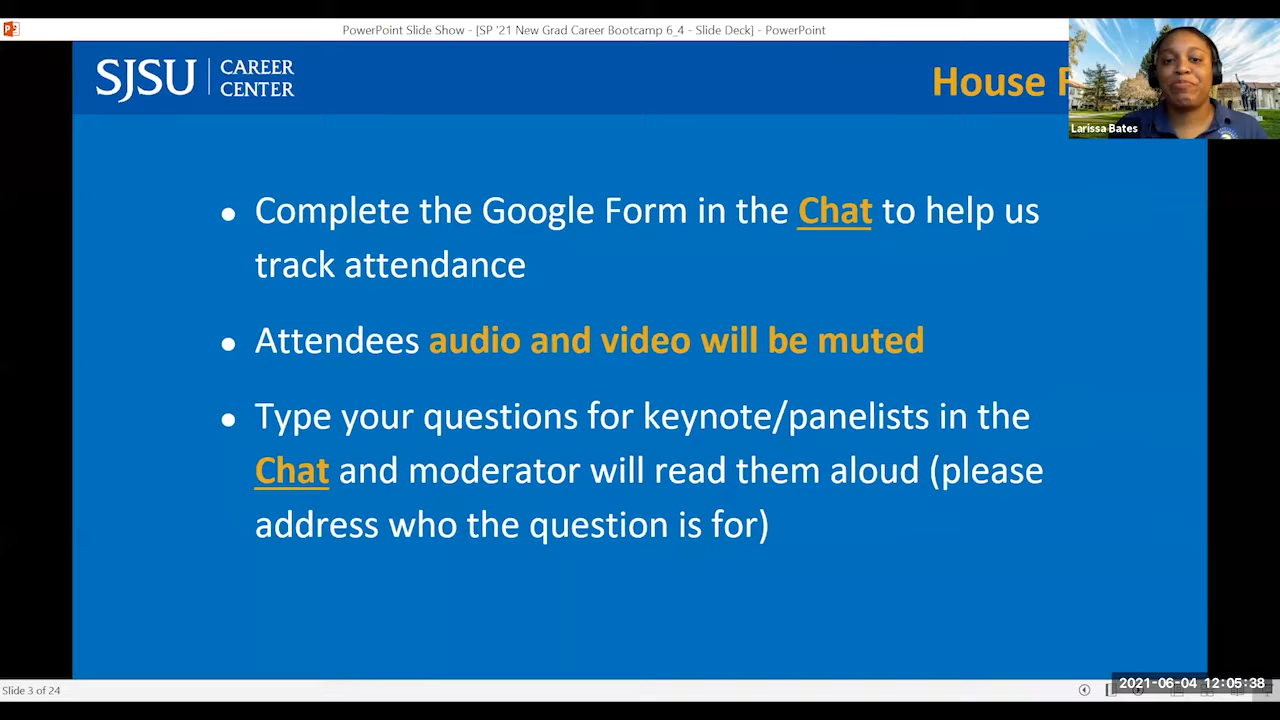 PowerPoint Slide Show - [SP '21 New Grad Career Bootcamp 6_4 - Slide Deck] - PowerPoint
SJSU
CAREER
CENTER
House
Larissa Bates
• Complete the Google Form in the Chat to help us
track attendance
• Attendees audio and video will be muted
• Type your questions for keynote/panelists in the
Chat and moderator will read them aloud (please
address who the question is for)
Slide 3 of 24
2021-06-04 12:05:38